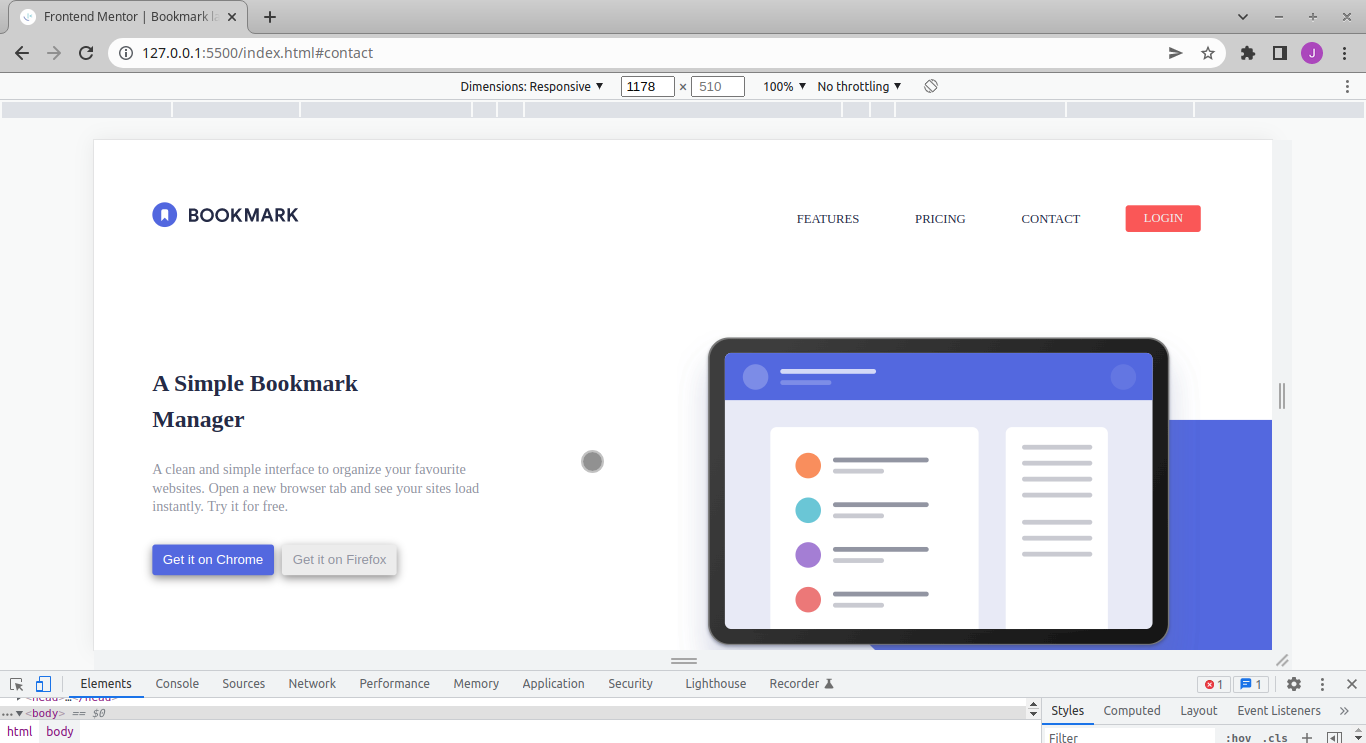 Frontend Mentor | Bookmark la
127.0.0.1:5500/index.html#contact
J
Dimensions: Responsive 1178 × 510 100% No throttling
BOOKMARK
FEATURES PRICING CONTACT LOGIN
A Simple Bookmark
Manager
A clean and simple interface to organize your favourite
websites. Open a new browser tab and see your sites load
instantly. Try it for free.
Get it on Chrome Get it on Firefox
Elements Console Sources Network Performance Memory Application Security Lighthouse Recorder 1 1
<head>…</head>
… <body> == $0
html body
Styles Computed Layout Event Listeners »
Filter :hov .cls +